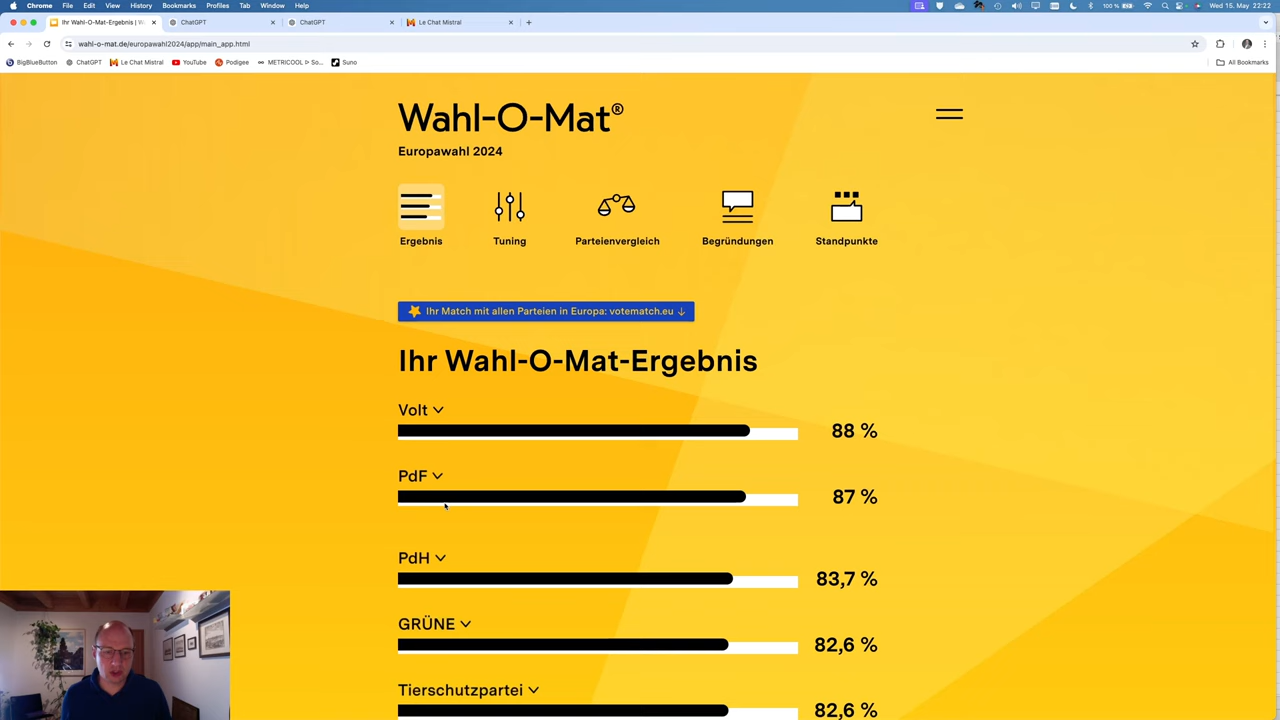 Chrome File Edit View History Bookmarks Profiles Tab Window Help 100 % Wed 15. May 22:22
Ihr Wahl-O-Mat-Ergebnis | W ChatGPT ChatGPT Le Chat Mistral
wahl-o-mat.de/europawahl2024/app/main_app.html
BigBlueButton ChatGPT Le Chat Mistral YouTube Podigee METRICOOL ▷ So... Suno All Bookmarks
Wahl-O-Mat®
Europawahl 2024
Ergebnis Tuning Parteienvergleich Begründungen Standpunkte
Ihr Match mit allen Parteien in Europa: votematch.eu ↓
Ihr Wahl-O-Mat-Ergebnis
Volt
88 %
PdF
87 %
PdH
83,7 %
GRÜNE
82,6 %
Tierschutzpartei
82,6 %